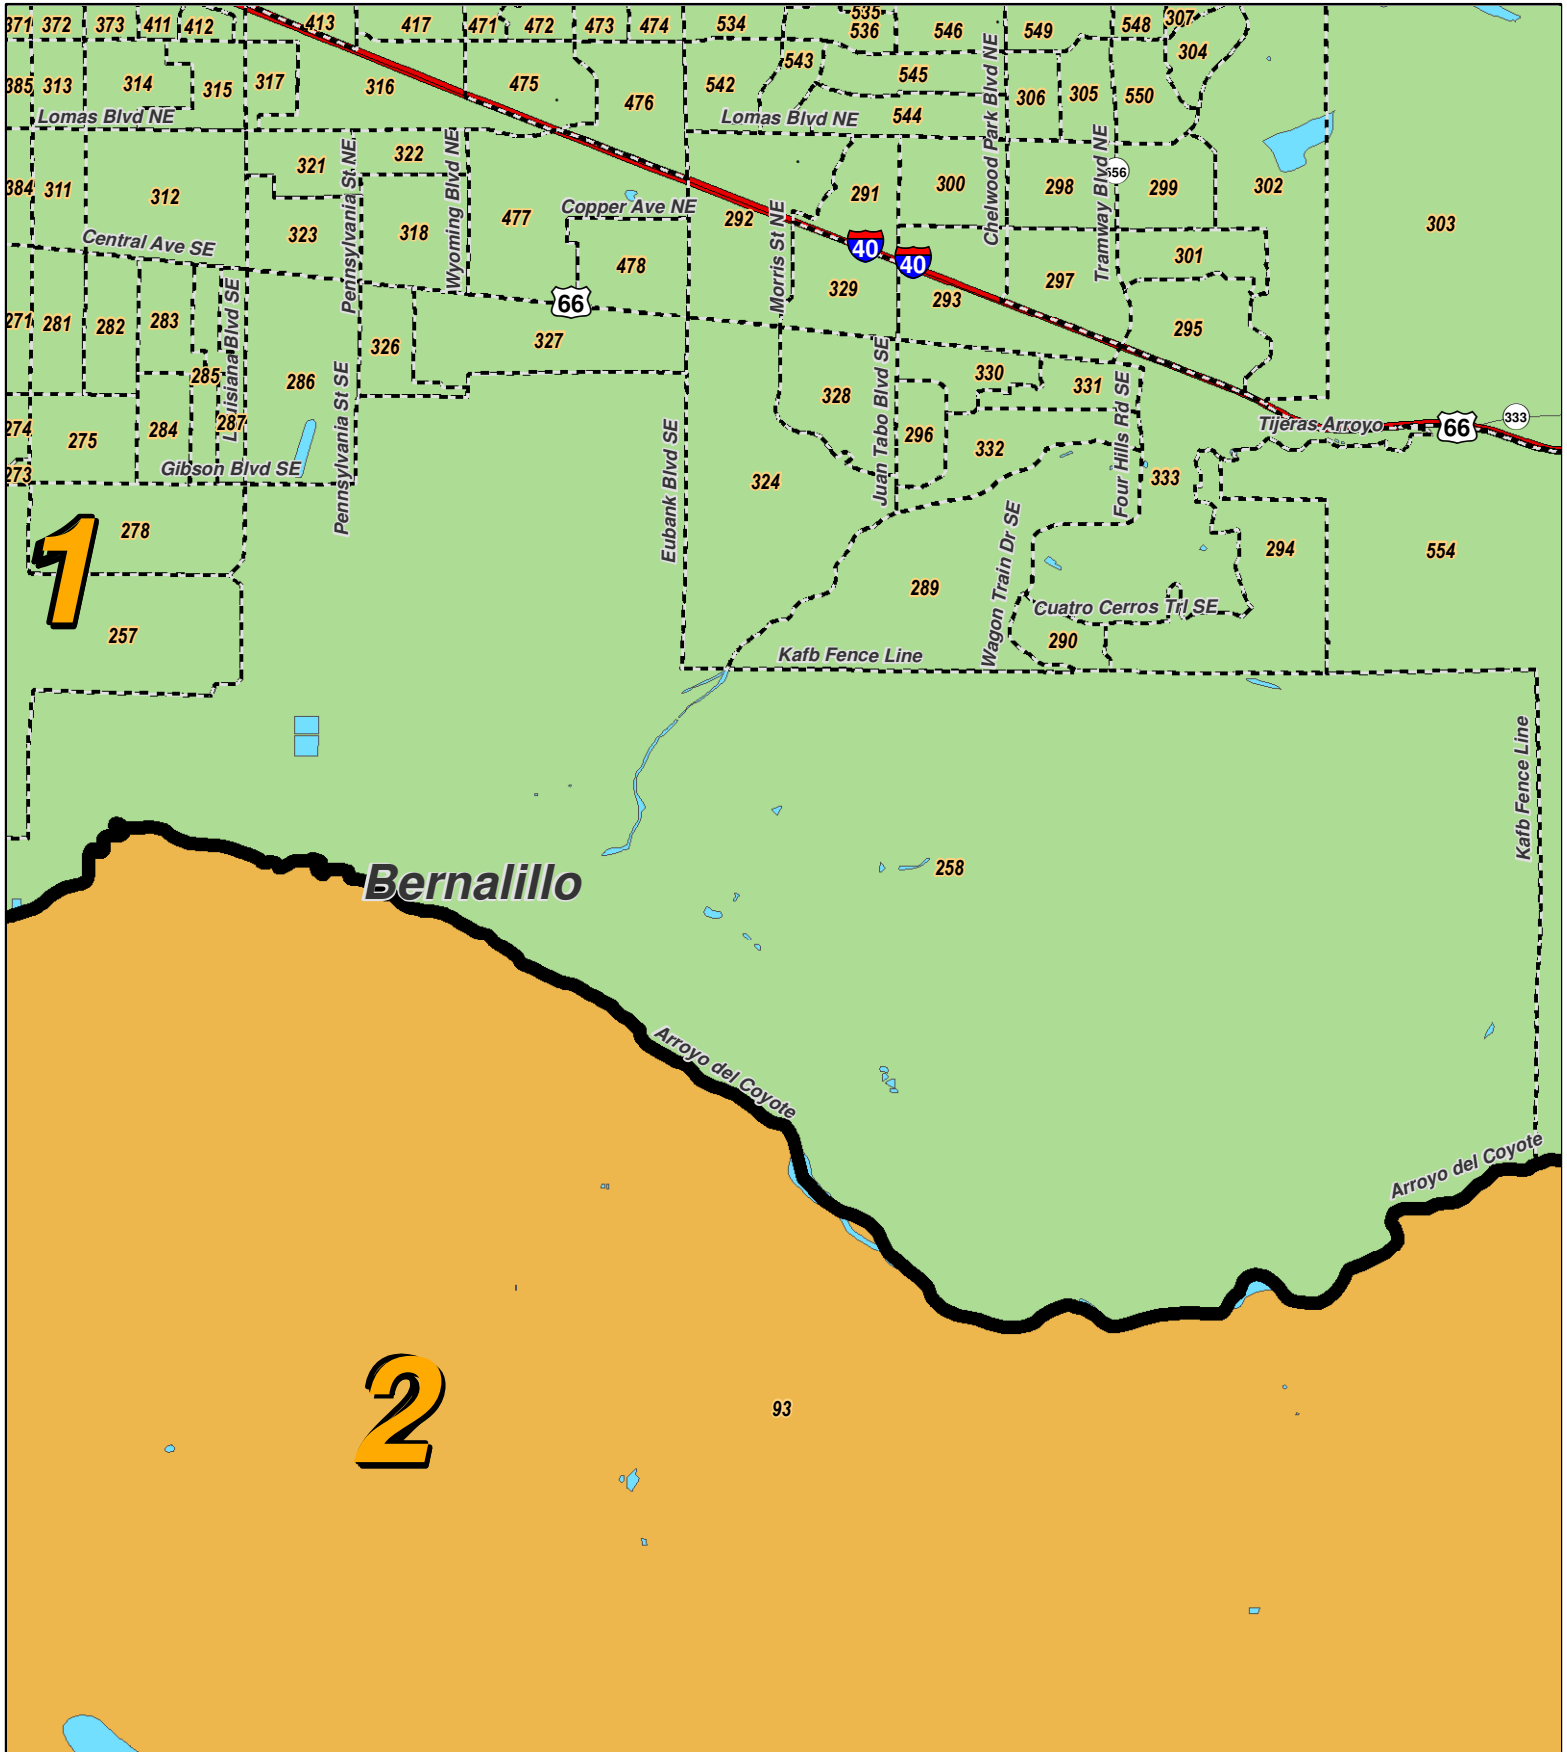 371 372 373 411 412 413 417 471 472 473 474 534 535 536 546 549 548 307
304
385 313 314 315 317 316 475 476 542 543 545 544 306 305 550
Lomas Blvd NE
Lomas Blvd NE
Chelwood Park Blvd NE
384 311 312 321 322 477 292 291 300 298 299 302 303
556
Pennsylvania St NE
Wyoming Blvd NE
Copper Ave NE
Morris St NE
Tramway Blvd NE
Central Ave SE
323 318 478 329 293 297 301
40
40
66
271 281 282 283 285 286 326 327 328 330 331 295
Louisiana Blvd SE
Pennsylvania St SE
Juan Tabo Blvd SE
Four Hills Rd SE
274 275 284 287 296 332 333
Tijeras Arroyo
66
333
273
Gibson Blvd SE
Eubank Blvd SE
324
278
294
554
1
289
Wagon Train Dr SE
Cuatro Cerros Trl SE
257
290
Kafb Fence Line
Kafb Fence Line
Bernalillo
258
Arroyo del Coyote
Arroyo del Coyote
2
93